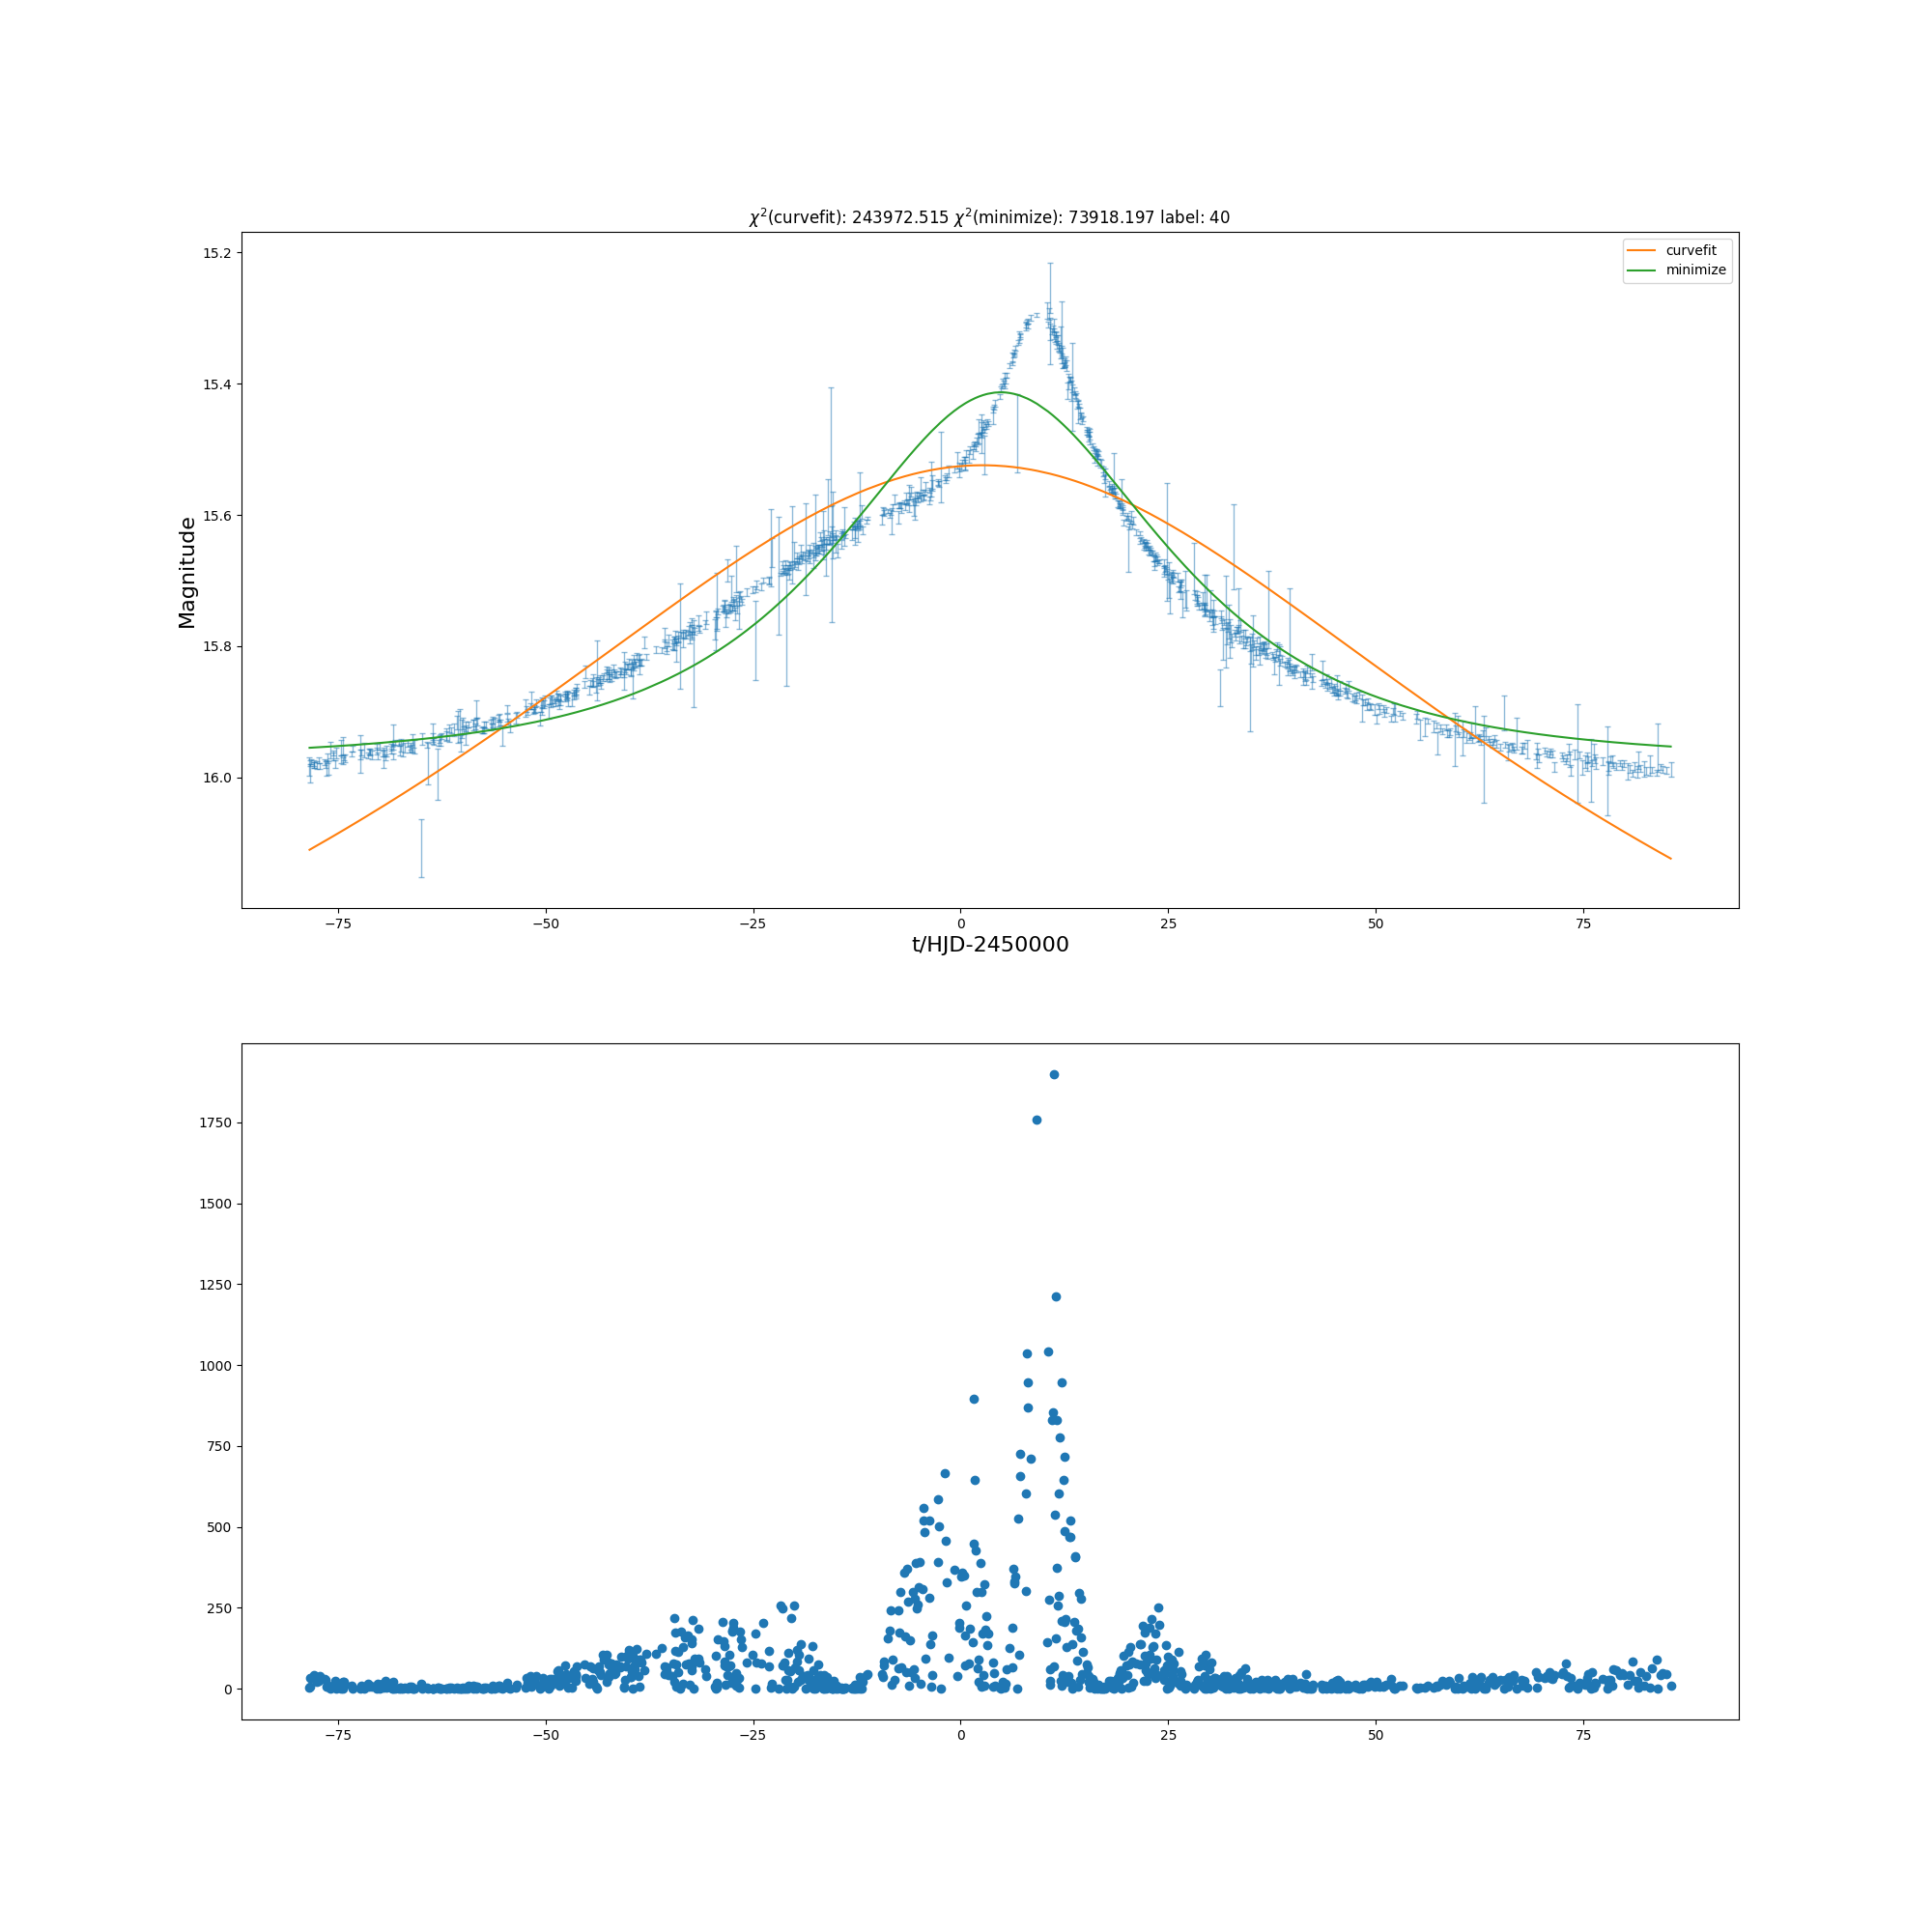 χ²(curvefit): 243972.515 χ²(minimize): 73918.197 label: 40
curvefit
minimize
15.2
15.4
15.6
15.8
16.0
Magnitude
−75 −50 −25 0 25 50 75
t/HJD-2450000
1750
1500
1250
1000
750
500
250
0
−75 −50 −25 0 25 50 75